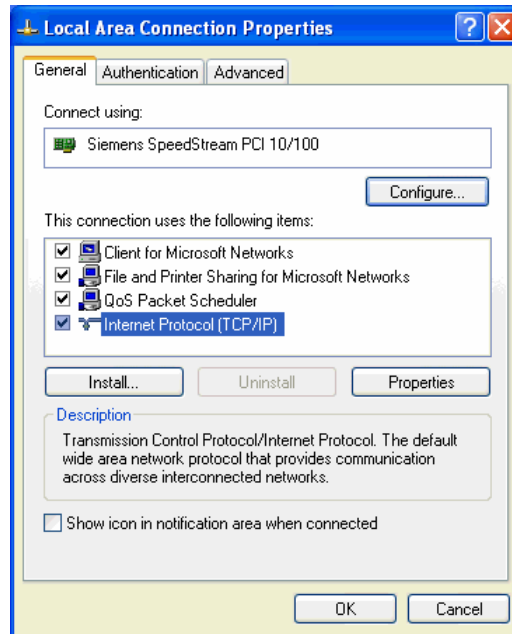 Local Area Connection Properties
General Authentication Advanced
Connect using:
Siemens SpeedStream PCI 10/100
Configure...
This connection uses the following items:
Client for Microsoft Networks
File and Printer Sharing for Microsoft Networks
QoS Packet Scheduler
Internet Protocol (TCP/IP)
Install... Uninstall Properties
Description
Transmission Control Protocol/Internet Protocol. The default
wide area network protocol that provides communication
across diverse interconnected networks.
Show icon in notification area when connected
OK Cancel